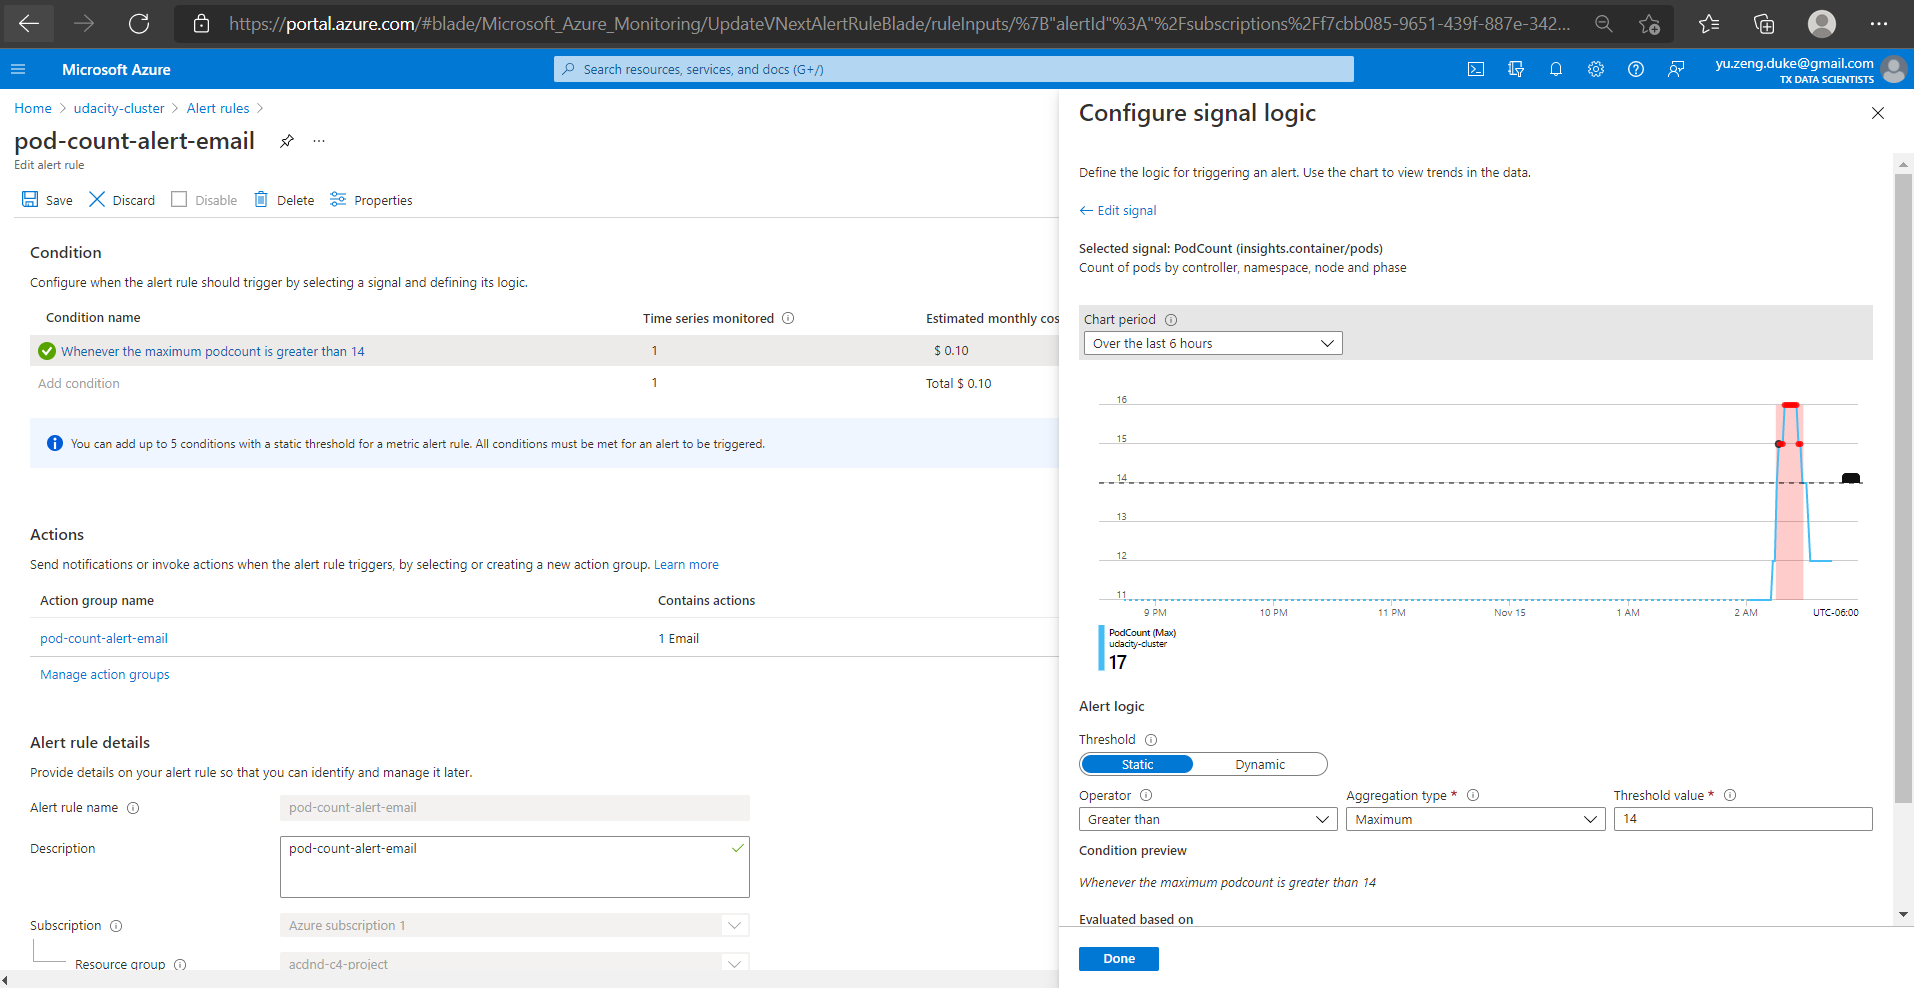 https://portal.azure.com/#blade/Microsoft_Azure_Monitoring/UpdateVNextAlertRuleBlade/ruleInputs/%7B"alertId"%3A"%2Fsubscriptions%2Ff7cbb085-9651-439f-887e-342...
Microsoft Azure
Search resources, services, and docs (G+/)
yu.zeng.duke@gmail.com
TX DATA SCIENTISTS
Home > udacity-cluster > Alert rules >
pod-count-alert-email ...
Edit alert rule
Save Discard Disable Delete Properties
Condition
Configure when the alert rule should trigger by selecting a signal and defining its logic.
Condition name Time series monitored Estimated monthly cos
Whenever the maximum podcount is greater than 14 1 $ 0.10
Add condition 1 Total $ 0.10
You can add up to 5 conditions with a static threshold for a metric alert rule. All conditions must be met for an alert to be triggered.
Actions
Send notifications or invoke actions when the alert rule triggers, by selecting or creating a new action group. Learn more
Action group name Contains actions
pod-count-alert-email 1 Email
Manage action groups
Alert rule details
Provide details on your alert rule so that you can identify and manage it later.
Alert rule name pod-count-alert-email
Description pod-count-alert-email
Subscription Azure subscription 1
Resource group acdnd-c4-project
Configure signal logic
Define the logic for triggering an alert. Use the chart to view trends in the data.
Edit signal
Selected signal: PodCount (insights.container/pods)
Count of pods by controller, namespace, node and phase
Chart period
Over the last 6 hours
16
15
14
13
12
11
9 PM 10 PM 11 PM Nov 15 1 AM 2 AM UTC-06:00
PodCount (Max)
udacity-cluster
17
Alert logic
Threshold
Static Dynamic
Operator Aggregation type * Threshold value *
Greater than Maximum 14
Condition preview
Whenever the maximum podcount is greater than 14
Evaluated based on
Done